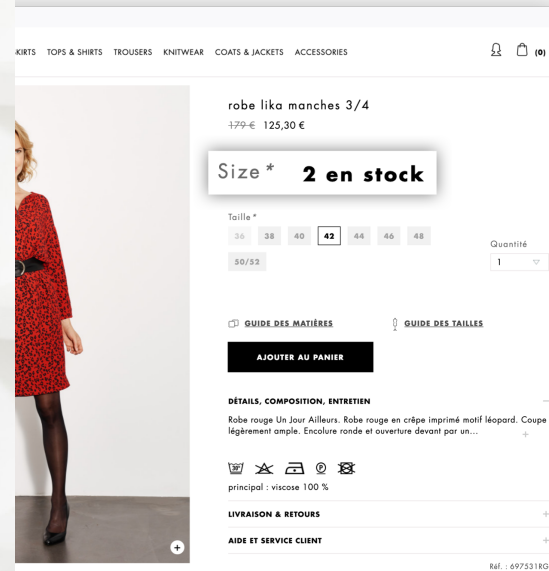 KIRTS TOPS & SHIRTS TROUSERS KNITWEAR COATS & JACKETS ACCESSORIES (0)
robe lika manches 3/4
179 € 125,30 €
Size* 2 en stock
Taille*
36 38 40 42 44 46 48
50/52
Quantité
1
GUIDE DES MATIÈRES GUIDE DES TAILLES
AJOUTER AU PANIER
DÉTAILS, COMPOSITION, ENTRETIEN
Robe rouge Un Jour Ailleurs. Robe rouge en crêpe imprimé motif léopard. Coupe
légèrement ample. Encolure ronde et ouverture devant par un...
30°
P
principal : viscose 100 %
LIVRAISON & RETOURS
AIDE ET SERVICE CLIENT
Réf. : 697531RG